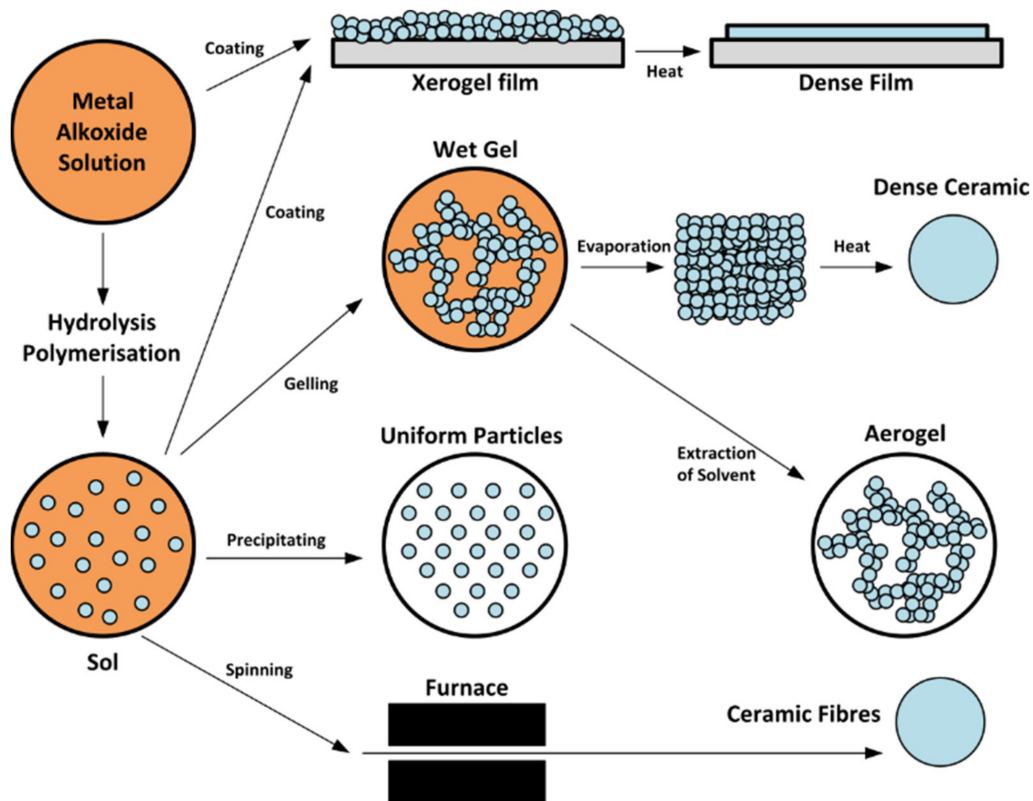 Coating
Xerogel film
Heat
Dense Film
Metal
Alkoxide
Solution
Wet Gel
Dense Ceramic
Coating
Evaporation
Heat
Hydrolysis
Polymerisation
Gelling
Uniform Particles
Aerogel
Extraction
of Solvent
Precipitating
Sol
Spinning
Furnace
Ceramic Fibres